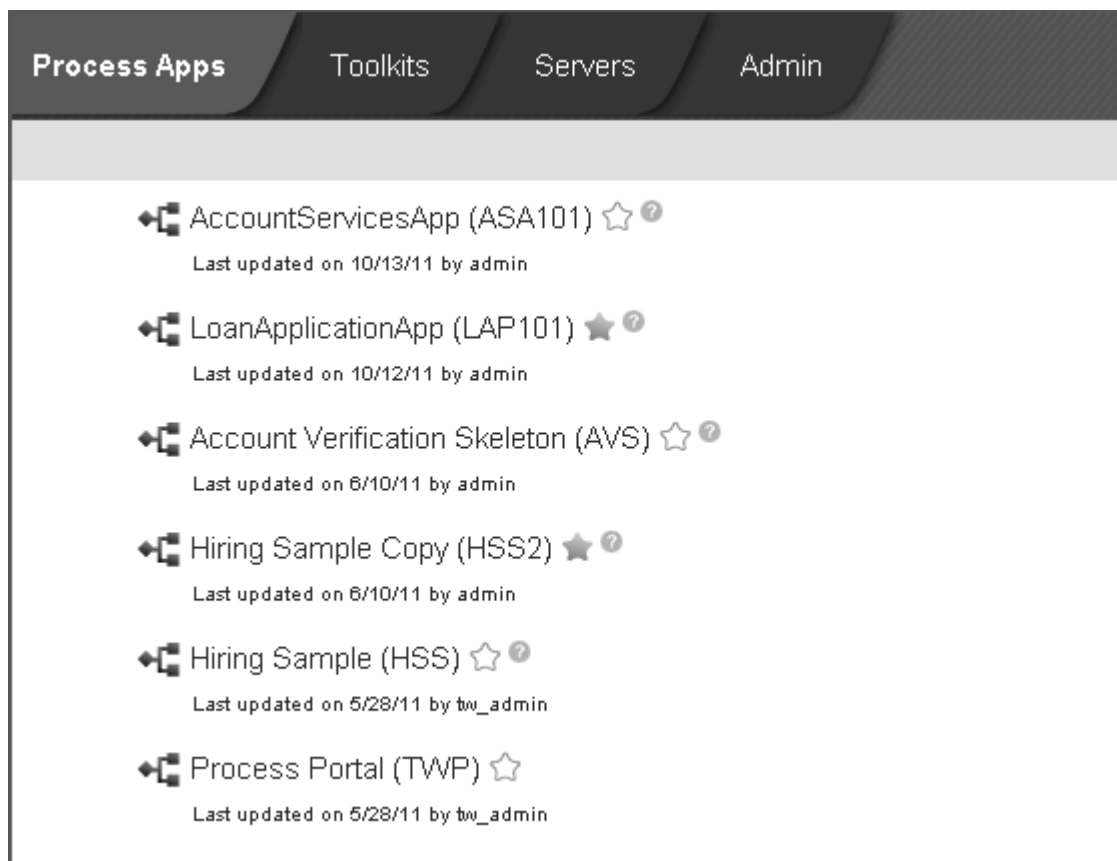 Process Apps Toolkits Servers Admin
AccountServicesApp (ASA101)
Last updated on 10/13/11 by admin
LoanApplicationApp (LAP101)
Last updated on 10/12/11 by admin
Account Verification Skeleton (AVS)
Last updated on 6/10/11 by admin
Hiring Sample Copy (HSS2)
Last updated on 6/10/11 by admin
Hiring Sample (HSS)
Last updated on 5/28/11 by tw_admin
Process Portal (TWP)
Last updated on 5/28/11 by tw_admin